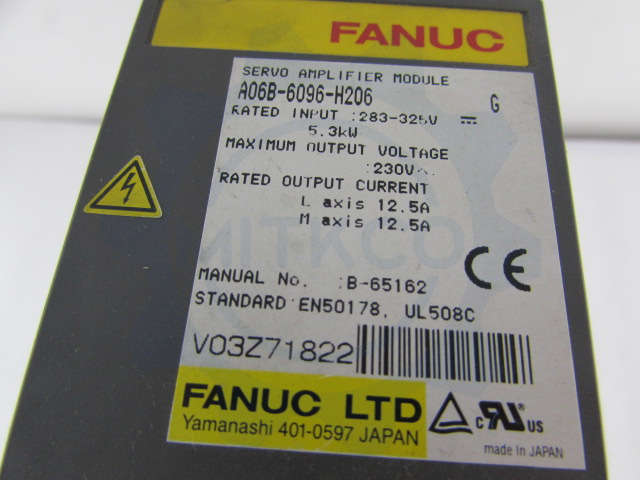 FANUC
SERVO AMPLIFIER MODULE
A06B-6096-H206 G
RATED INPUT :283-325V ⎓
5.3kW
MAXIMUM OUTPUT VOLTAGE
:230V~
RATED OUTPUT CURRENT
L axis 12.5A
M axis 12.5A
MITKCO
MANUAL No. :B-65162
STANDARD:EN50178, UL508C
CE
V03Z71822
FANUC LTD
Yamanashi 401-0597 JAPAN
c RU US
made in JAPAN